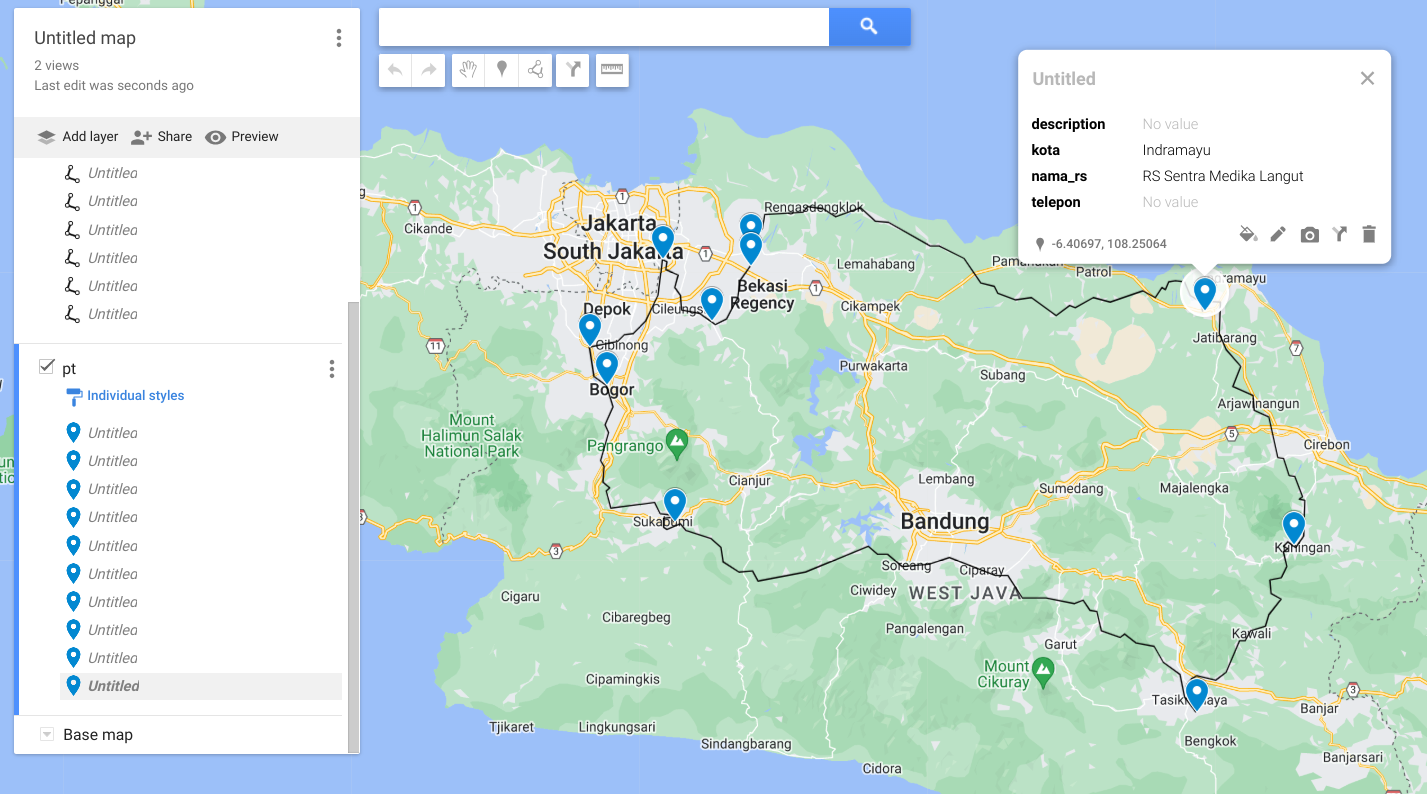 Pepanggar
Untitled map
2 views
Last edit was seconds ago
Add layer Share Preview
Untitled
Untitled
Untitled
Untitled
Untitled
Untitled
pt
Individual styles
Untitled
Untitled
Untitled
Untitled
Untitled
Untitled
Untitled
Untitled
Untitled
Untitled
Base map
Untitled
description No value
kota Indramayu
nama_rs RS Sentra Medika Langut
telepon No value
-6.40697, 108.25064
1
1
Cikande
Jakarta
South Jakarta
Rengasdengklok
1
Lemahabang
Patrol
Bekasi
Regency
1
Cikampek
Depok
Cileungs
Cibinong
11
Jatibarang
7
Purwakarta
Subang
Bogor
Arjawinangun
Mount
Halimun Salak
National Park
Pangrango
5
Cirebon
Cianjur
Lembang
Sumedang
Majalengka
Sukabumi
Bandung
3
Kuningan
Soreang
Ciparay
Cigaru
Ciwidey
WEST JAVA
Cibaregbeg
Pangalengan
Garut
Kawali
Mount
Cikuray
Cipamingkis
3
Banjar
Tjikaret
Lingkungsari
Sindangbarang
Bengkok
Cidora
Banjarsari